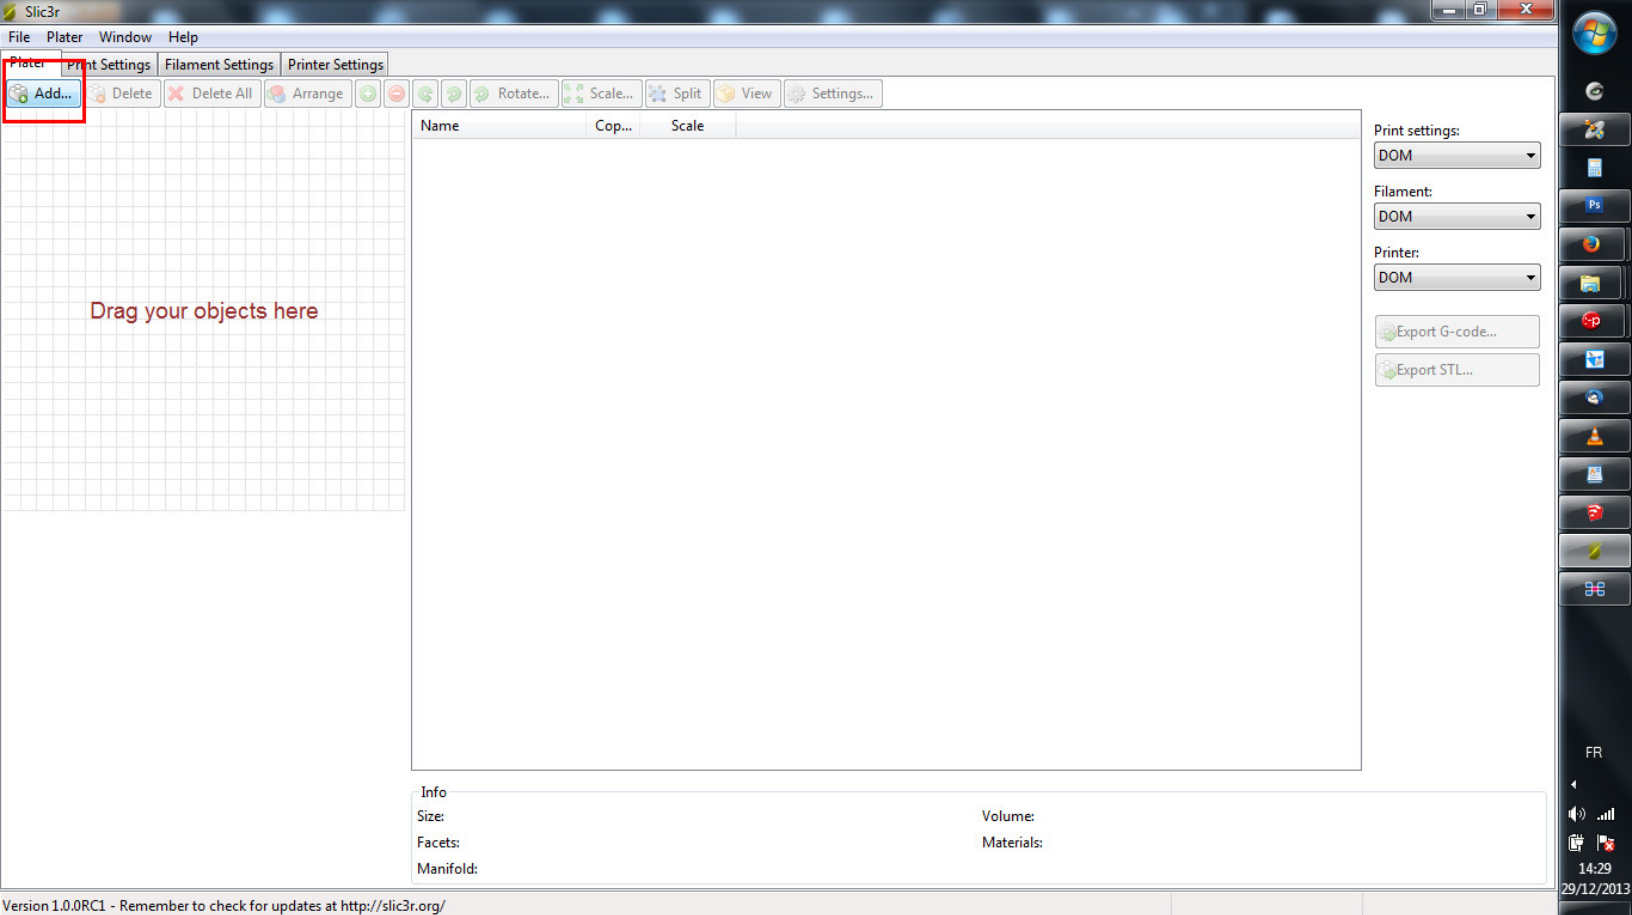 Slic3r
File Plater Window Help
Plater Print Settings Filament Settings Printer Settings
Add... Delete Delete All Arrange Rotate... Scale... Split View Settings...
Name Cop... Scale
Print settings:
DOM
Filament:
DOM
Printer:
DOM
Drag your objects here
Export G-code...
Export STL...
Info
Size: Volume:
Facets: Materials:
Manifold:
Version 1.0.0RC1 - Remember to check for updates at http://slic3r.org/
Ps
FR
14:29
29/12/2013